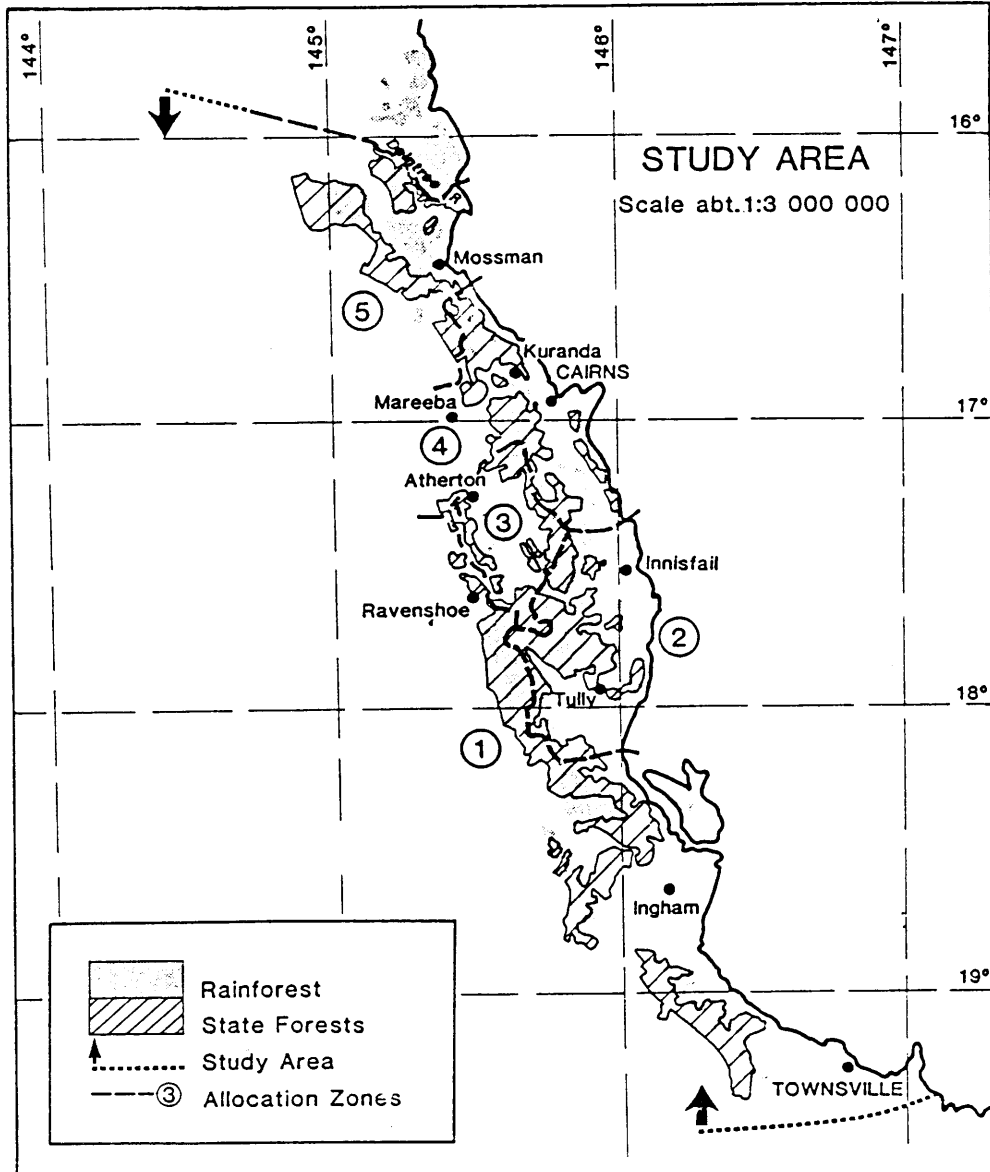 144°
145°
146°
147°
16°
STUDY AREA
Scale abt.1:3 000 000
R
Mossman
5
Kuranda
CAIRNS
Mareeba
17°
4
Atherton
3
Innisfail
Ravenshoe
2
Tully
18°
1
Ingham
Rainforest
19°
State Forests
Study Area
TOWNSVILLE
3 Allocation Zones